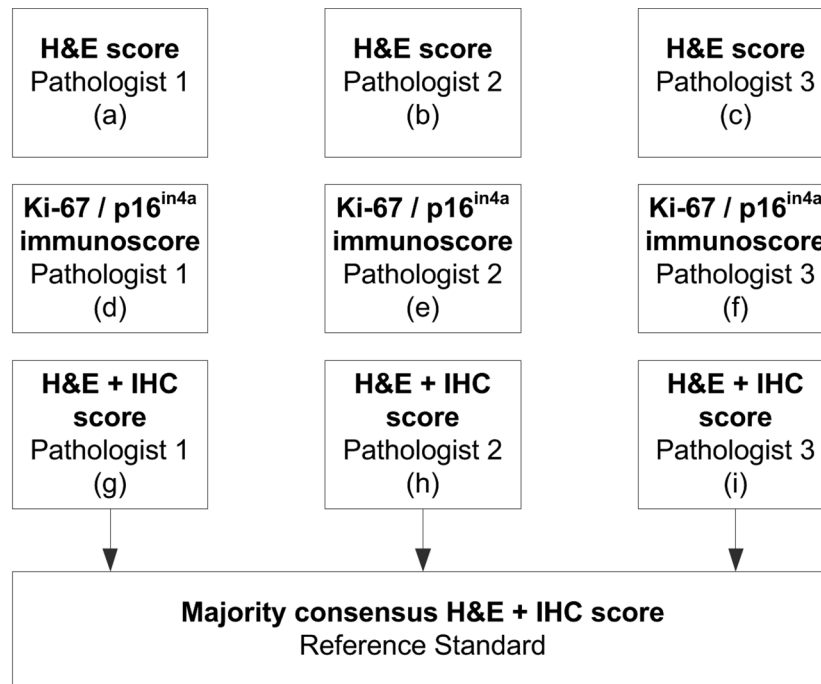 H&E score
Pathologist 1
(a)
H&E score
Pathologist 2
(b)
H&E score
Pathologist 3
(c)
Ki-67 / p16in4a
immunoscore
Pathologist 1
(d)
Ki-67 / p16in4a
immunoscore
Pathologist 2
(e)
Ki-67 / p16in4a
immunoscore
Pathologist 3
(f)
H&E + IHC
score
Pathologist 1
(g)
H&E + IHC
score
Pathologist 2
(h)
H&E + IHC
score
Pathologist 3
(i)
Majority consensus H&E + IHC score
Reference Standard